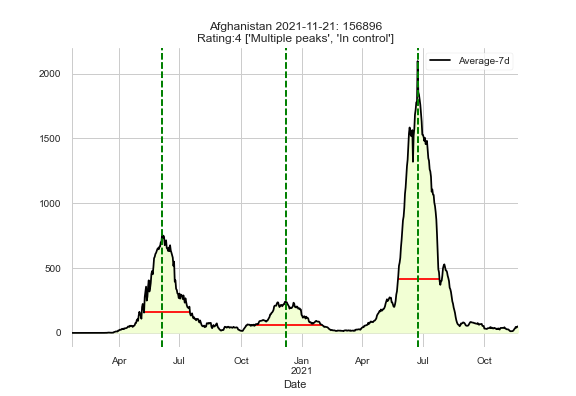 Afghanistan 2021-11-21: 156896
Rating:4 ['Multiple peaks', 'In control']
Average-7d
2000
1500
1000
500
0
Apr Jul Oct Jan Apr Jul Oct
2021
Date